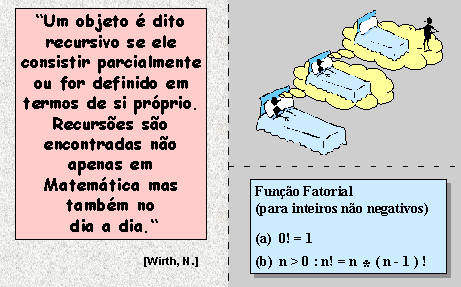 “Um objeto é dito
recursivo se ele
consistir parcialmente
ou for definido em
termos de si próprio.
Recursões são
encontradas não
apenas em
Matemática mas
também no
dia a dia.“
[Wirth, N.]
Função Fatorial
(para inteiros não negativos)
(a) 0! = 1
(b) n > 0 : n! = n * ( n - 1 ) !